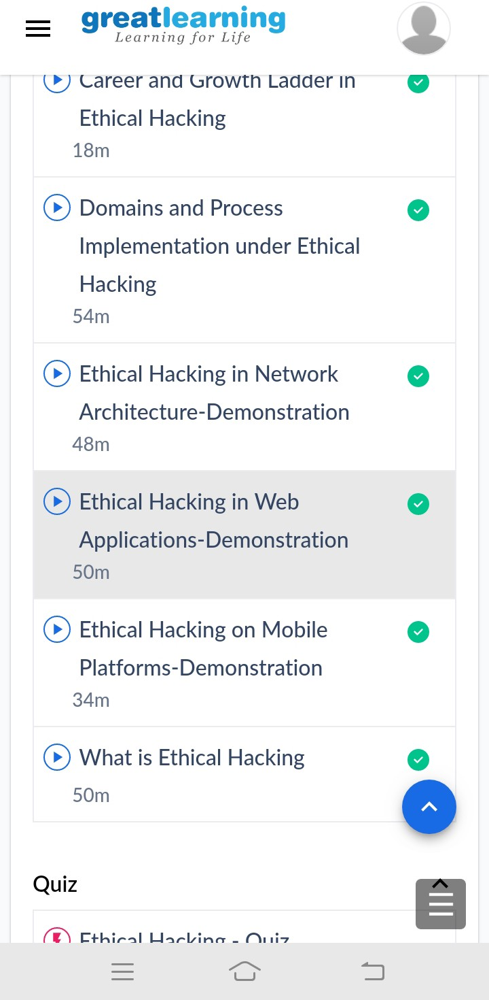 greatlearning
Learning for Life
Career and Growth Ladder in
Ethical Hacking
18m
Domains and Process
Implementation under Ethical
Hacking
54m
Ethical Hacking in Network
Architecture-Demonstration
48m
Ethical Hacking in Web
Applications-Demonstration
50m
Ethical Hacking on Mobile
Platforms-Demonstration
34m
What is Ethical Hacking
50m
Quiz
Ethical Hacking - Quiz